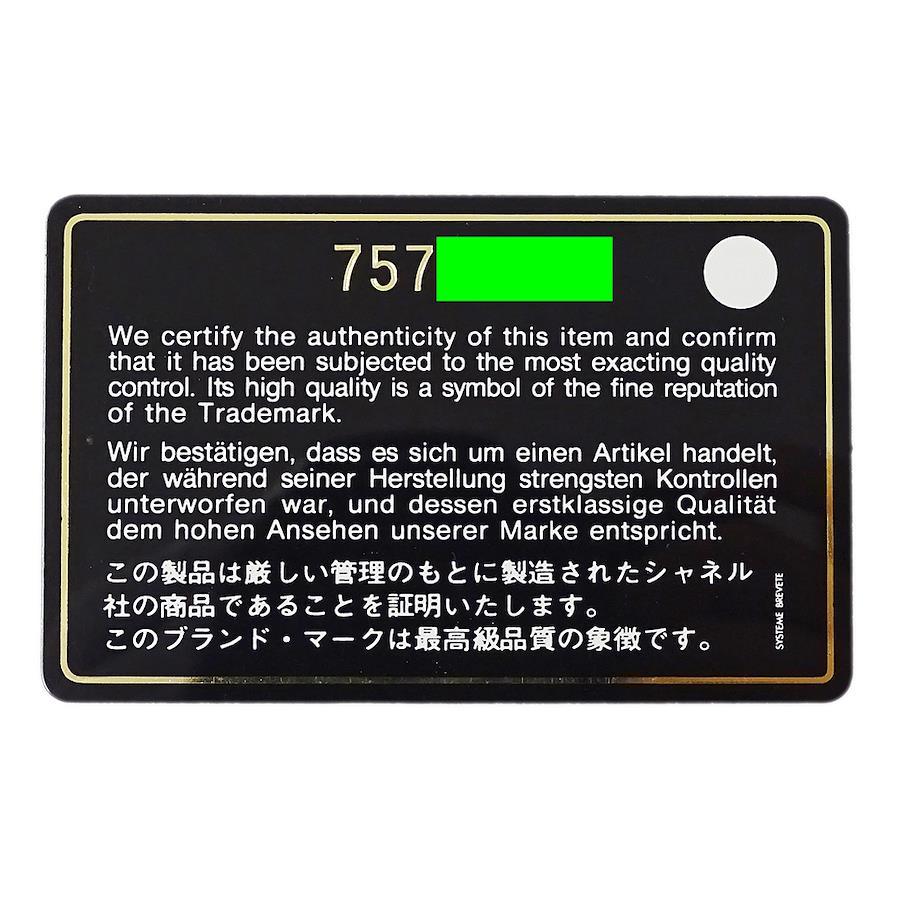 757
We certify the authenticity of this item and confirm
that it has been subjected to the most exacting quality
control. Its high quality is a symbol of the fine reputation
of the Trademark.
Wir bestätigen, dass es sich um einen Artikel handelt,
der während seiner Herstellung strengsten Kontrollen
unterworfen war, und dessen erstklassige Qualität
dem hohen Ansehen unserer Marke entspricht.
この製品は厳しい管理のもとに製造されたシャネル
社の商品であることを証明いたします。
このブランド・マークは最高級品質の象徴です。
SYSTEME BREVETE